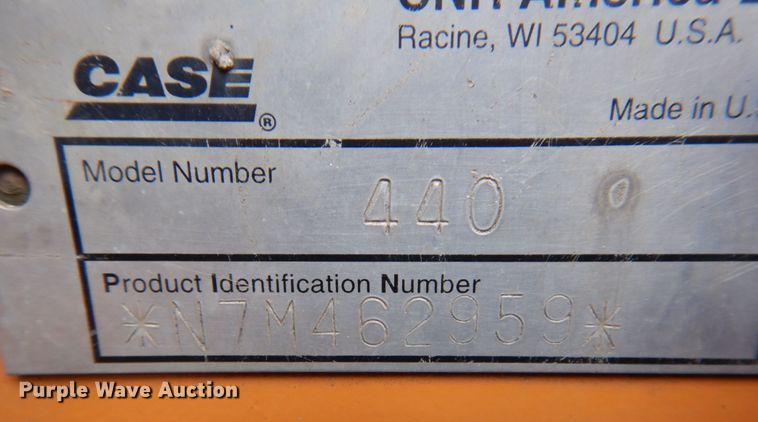 Racine, WI 53404 U.S.A.
CASE ®
Made in U.
Model Number
440
Product Identification Number
*N7M462959*
Purple Wave Auction